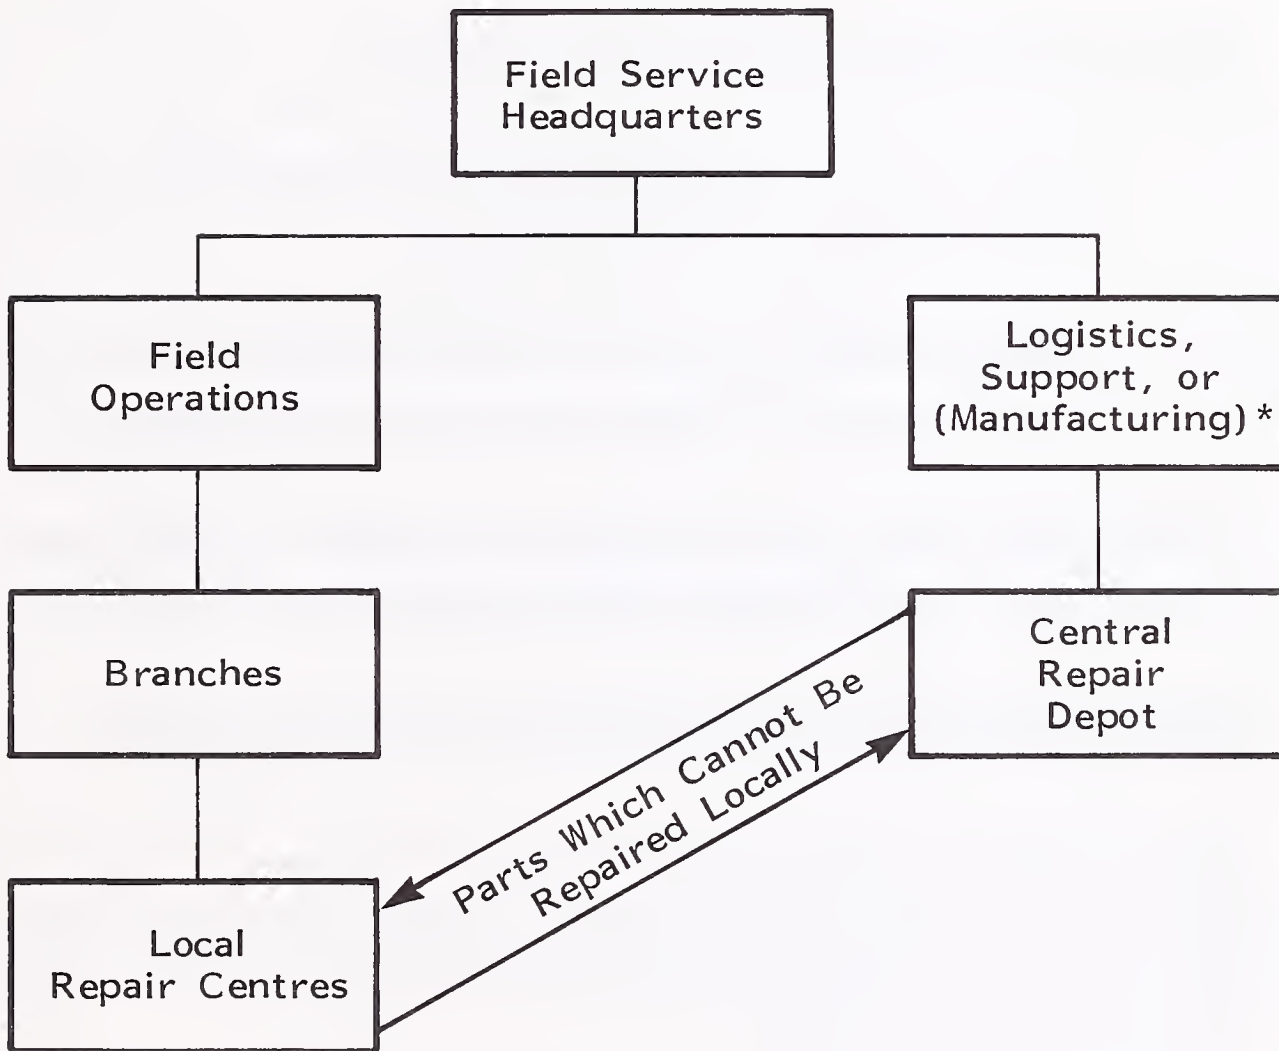 Field Service
Headquarters
Field
Operations
Logistics,
Support, or
(Manufacturing)*
Branches
Central
Repair
Depot
Parts Which Cannot Be
Repaired Locally
Local
Repair Centres